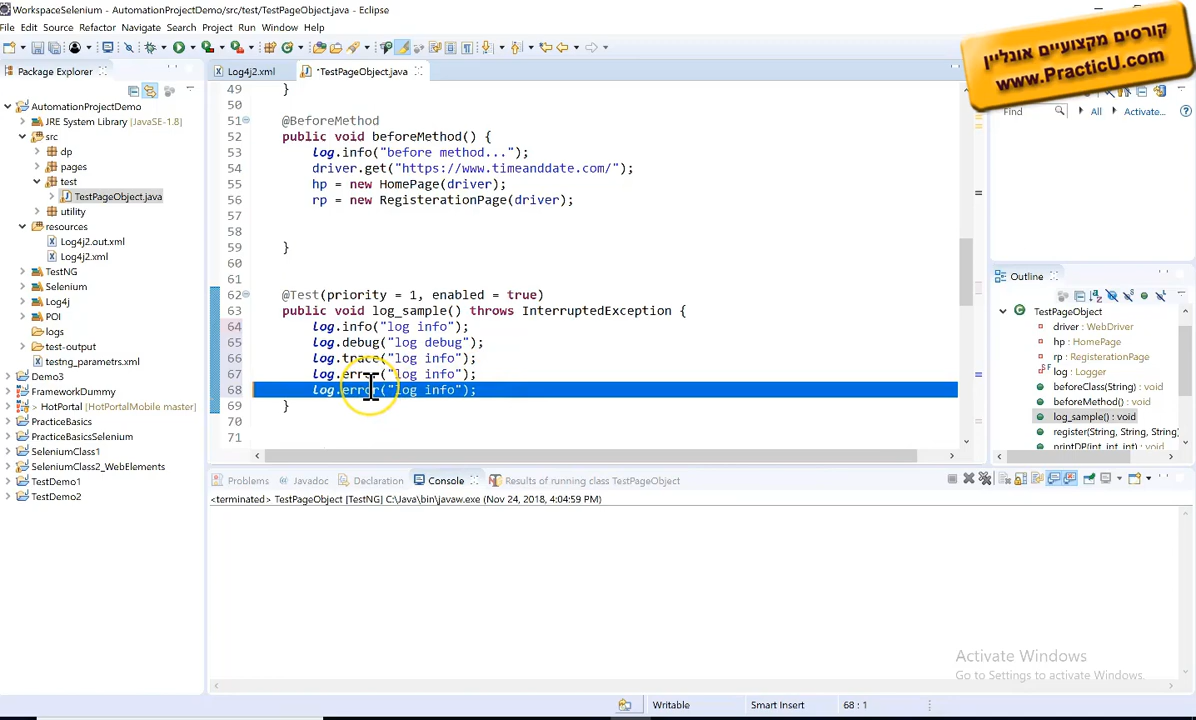 WorkspaceSelenium - AutomationProjectDemo/src/test/TestPageObject.java - Eclipse
File Edit Source Refactor Navigate Search Project Run Window Help
קורסים מקצועיים אונליין
www.PracticU.com
Package Explorer
Log4j2.xml
*TestPageObject.java
Find
All
Activate...
AutomationProjectDemo
JRE System Library [JavaSE-1.8]
src
dp
pages
test
TestPageObject.java
utility
resources
Log4j2.out.xml
Log4j2.xml
TestNG
Selenium
Log4j
POI
logs
test-output
testng_parametrs.xml
Demo3
FrameworkDummy
> HotPortal [HotPortalMobile master]
PracticeBasics
PracticeBasicsSelenium
SeleniumClass1
SeleniumClass2_WebElements
TestDemo1
TestDemo2
49 }
50
51 @BeforeMethod
52 public void beforeMethod() {
53 log.info("before method...");
54 driver.get("https://www.timeanddate.com/");
55 hp = new HomePage(driver);
56 rp = new RegisterationPage(driver);
57
58
59 }
60
61
62 @Test(priority = 1, enabled = true)
63 public void log_sample() throws InterruptedException {
64 log.info("log info");
65 log.debug("log debug");
66 log.trace("log info");
67 log.error("log info");
68 log.error("log info");
69 }
70
71
Outline
TestPageObject
driver : WebDriver
hp : HomePage
rp : RegisterationPage
log : Logger
beforeClass(String) : void
beforeMethod() : void
log_sample() : void
register(String, String, String)
printDP(int, int, int) : void
Problems
Javadoc
Declaration
Console
Results of running class TestPageObject
<terminated> TestPageObject [TestNG] C:\Java\bin\javaw.exe (Nov 24, 2018, 4:04:59 PM)
Activate Windows
Go to Settings to activate Windows.
Writable
Smart Insert
68 : 1